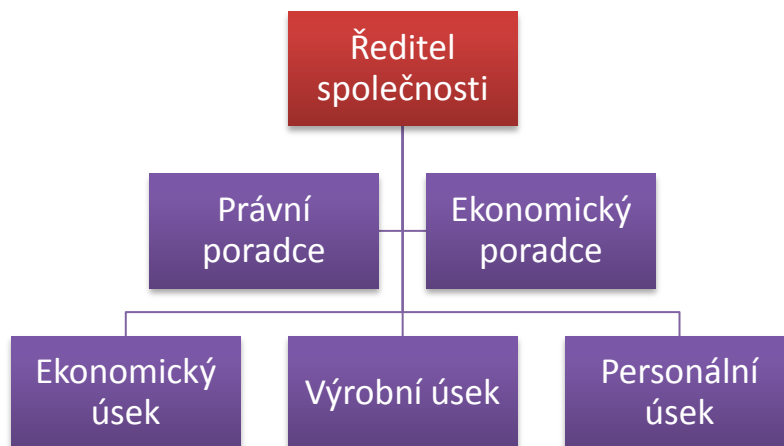 Ředitel
společnosti
Právní
poradce
Ekonomický
poradce
Ekonomický
úsek
Výrobní úsek
Personální
úsek